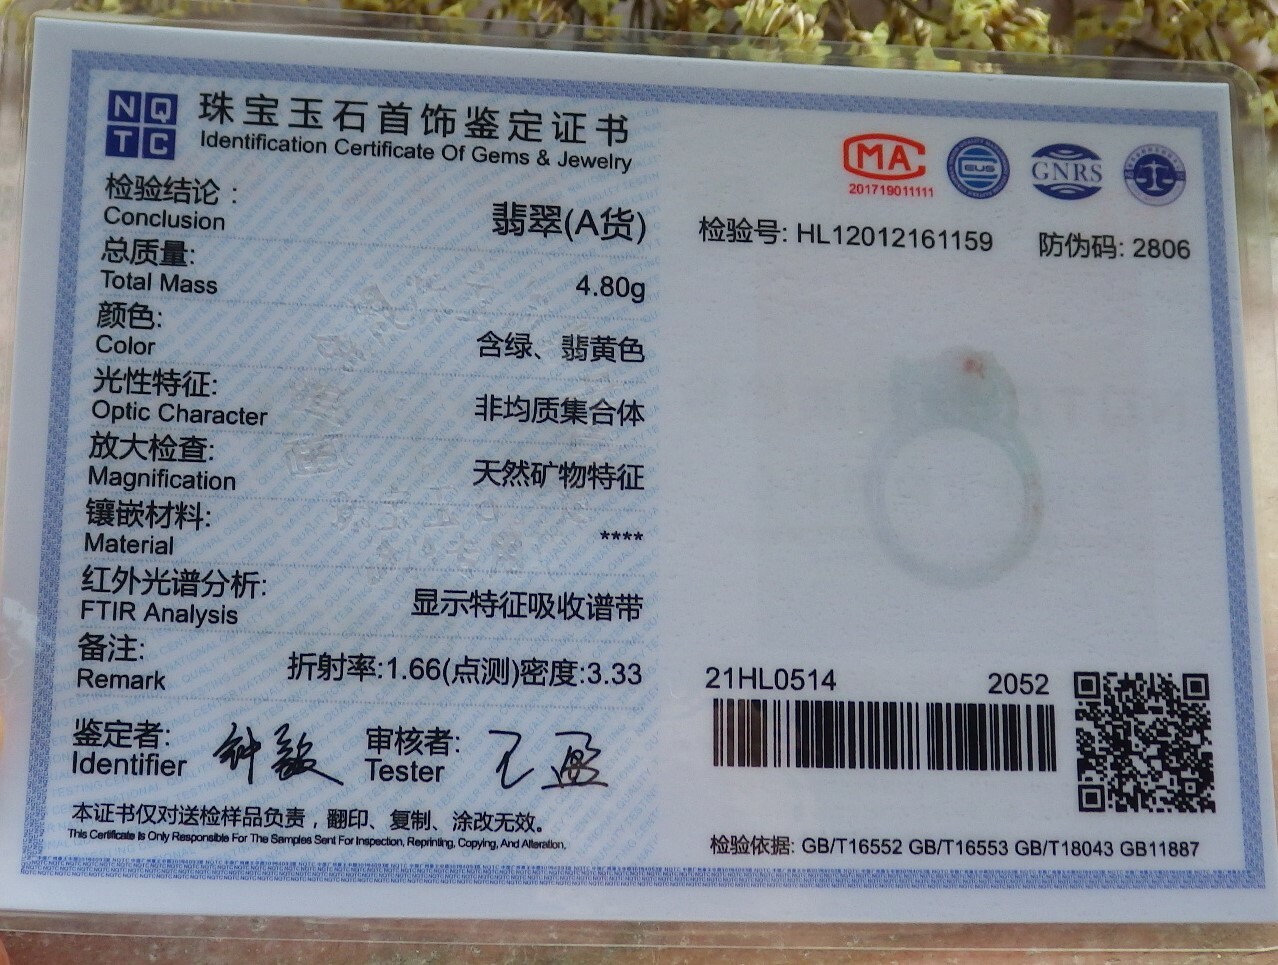 NQ
TC
珠宝玉石首饰鉴定证书
Identification Certificate Of Gems & Jewelry
检验结论：
Conclusion
翡翠(A货)
总质量:
Total Mass
4.80g
颜色:
Color
含绿、翡黄色
光性特征:
Optic Character
非均质集合体
放大检查:
Magnification
天然矿物特征
镶嵌材料:
Material
****
红外光谱分析:
FTIR Analysis
显示特征吸收谱带
备注:
Remark
折射率:1.66(点测)密度:3.33
鉴定者:
Identifier
审核者:
Tester
本证书仅对送检样品负责，翻印、复制、涂改无效。
This Certificate Is Only Responsible For The Samples Sent For Inspection, Reprinting, Copying, And Alteration.
MA
201719011111
EUS
GNRS
检验号: HL12012161159 防伪码: 2806
21HL0514 2052
检验依据: GB/T16552 GB/T16553 GB/T18043 GB11887